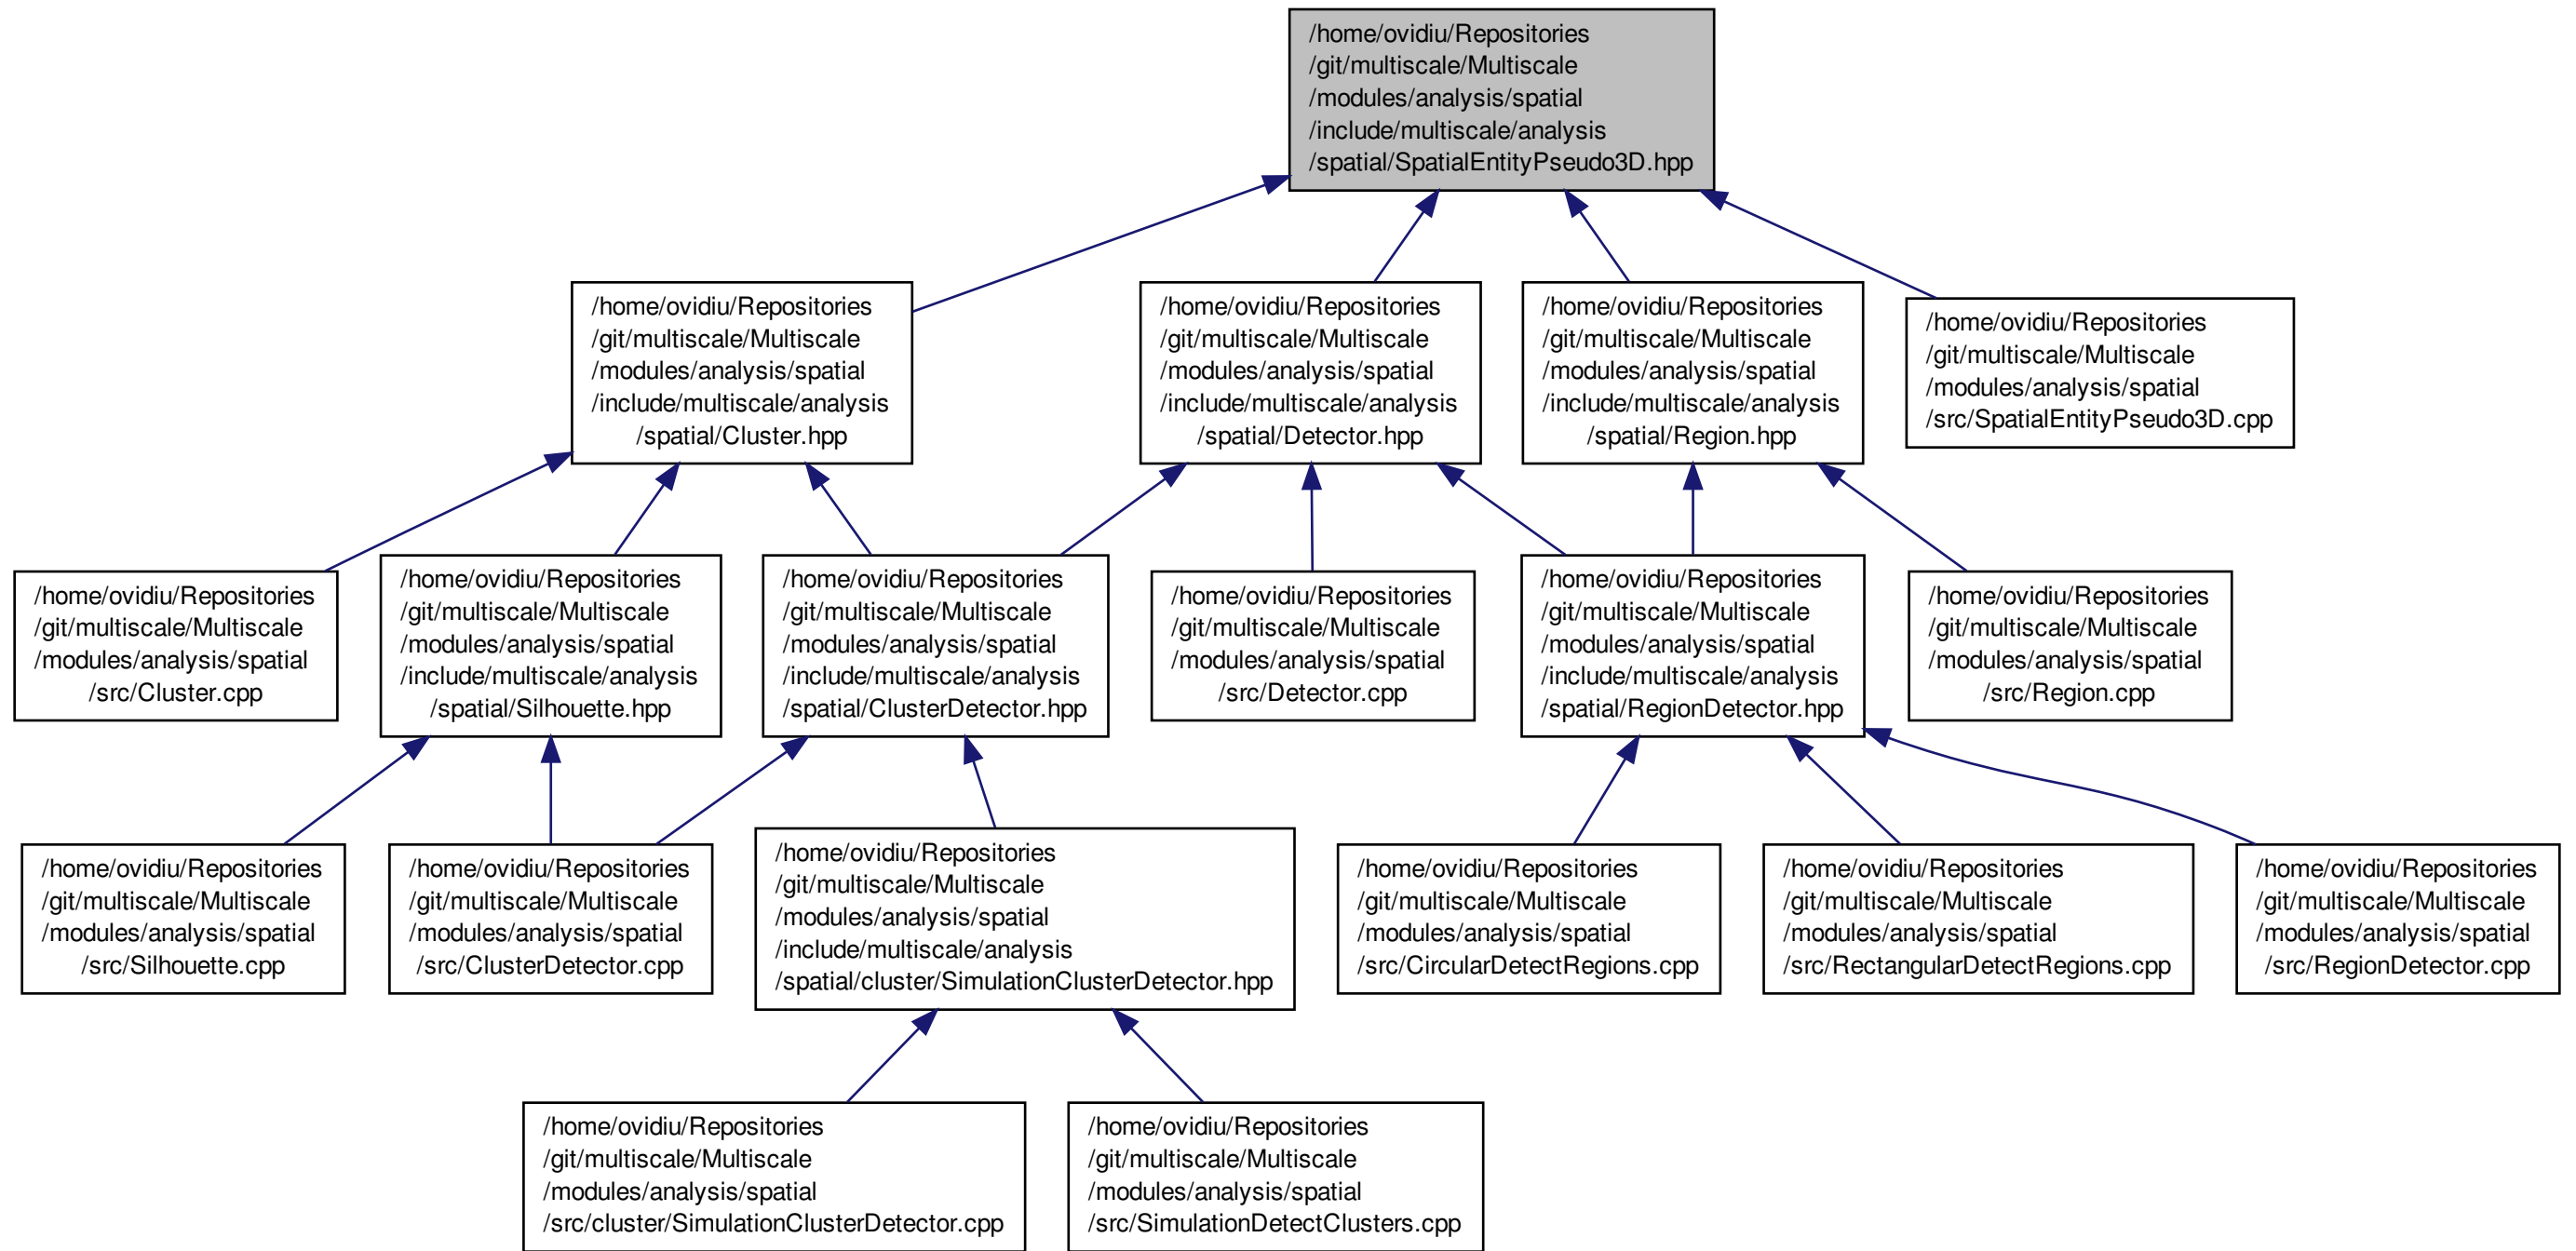 /home/ovidiu/Repositories
/git/multiscale/Multiscale
/modules/analysis/spatial
/include/multiscale/analysis
/spatial/SpatialEntityPseudo3D.hpp
/home/ovidiu/Repositories
/git/multiscale/Multiscale
/modules/analysis/spatial
/include/multiscale/analysis
/spatial/Cluster.hpp
/home/ovidiu/Repositories
/git/multiscale/Multiscale
/modules/analysis/spatial
/include/multiscale/analysis
/spatial/Detector.hpp
/home/ovidiu/Repositories
/git/multiscale/Multiscale
/modules/analysis/spatial
/include/multiscale/analysis
/spatial/Region.hpp
/home/ovidiu/Repositories
/git/multiscale/Multiscale
/modules/analysis/spatial
/src/SpatialEntityPseudo3D.cpp
/home/ovidiu/Repositories
/git/multiscale/Multiscale
/modules/analysis/spatial
/src/Cluster.cpp
/home/ovidiu/Repositories
/git/multiscale/Multiscale
/modules/analysis/spatial
/include/multiscale/analysis
/spatial/Silhouette.hpp
/home/ovidiu/Repositories
/git/multiscale/Multiscale
/modules/analysis/spatial
/include/multiscale/analysis
/spatial/ClusterDetector.hpp
/home/ovidiu/Repositories
/git/multiscale/Multiscale
/modules/analysis/spatial
/src/Detector.cpp
/home/ovidiu/Repositories
/git/multiscale/Multiscale
/modules/analysis/spatial
/include/multiscale/analysis
/spatial/RegionDetector.hpp
/home/ovidiu/Repositories
/git/multiscale/Multiscale
/modules/analysis/spatial
/src/Region.cpp
/home/ovidiu/Repositories
/git/multiscale/Multiscale
/modules/analysis/spatial
/src/Silhouette.cpp
/home/ovidiu/Repositories
/git/multiscale/Multiscale
/modules/analysis/spatial
/src/ClusterDetector.cpp
/home/ovidiu/Repositories
/git/multiscale/Multiscale
/modules/analysis/spatial
/include/multiscale/analysis
/spatial/cluster/SimulationClusterDetector.hpp
/home/ovidiu/Repositories
/git/multiscale/Multiscale
/modules/analysis/spatial
/src/CircularDetectRegions.cpp
/home/ovidiu/Repositories
/git/multiscale/Multiscale
/modules/analysis/spatial
/src/RectangularDetectRegions.cpp
/home/ovidiu/Repositories
/git/multiscale/Multiscale
/modules/analysis/spatial
/src/RegionDetector.cpp
/home/ovidiu/Repositories
/git/multiscale/Multiscale
/modules/analysis/spatial
/src/cluster/SimulationClusterDetector.cpp
/home/ovidiu/Repositories
/git/multiscale/Multiscale
/modules/analysis/spatial
/src/SimulationDetectClusters.cpp